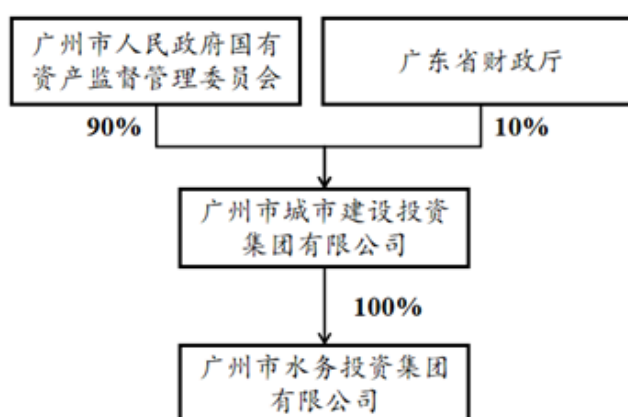 广州市人民政府国有
资产监督管理委员会
广东省财政厅
90%
10%
广州市城市建设投资
集团有限公司
100%
广州市水务投资集团
有限公司